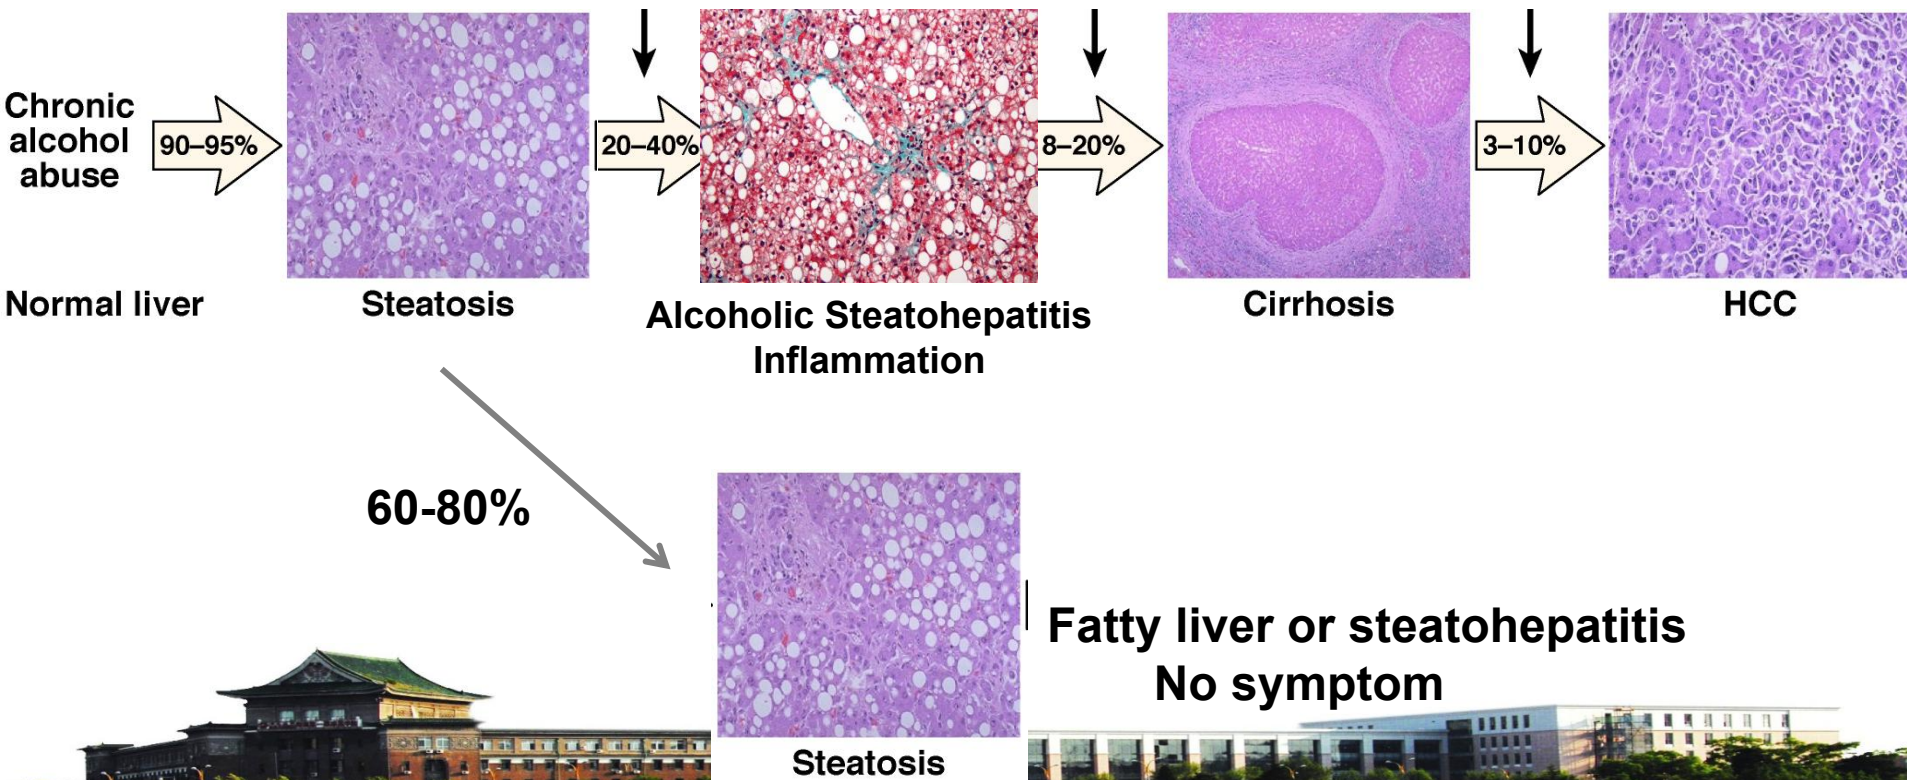 Chronic
alcohol
abuse
90–95%
20–40%
8–20%
3–10%
Normal liver
Steatosis
Alcoholic Steatohepatitis
Inflammation
Cirrhosis
HCC
60-80%
Fatty liver or steatohepatitis
No symptom
Steatosis